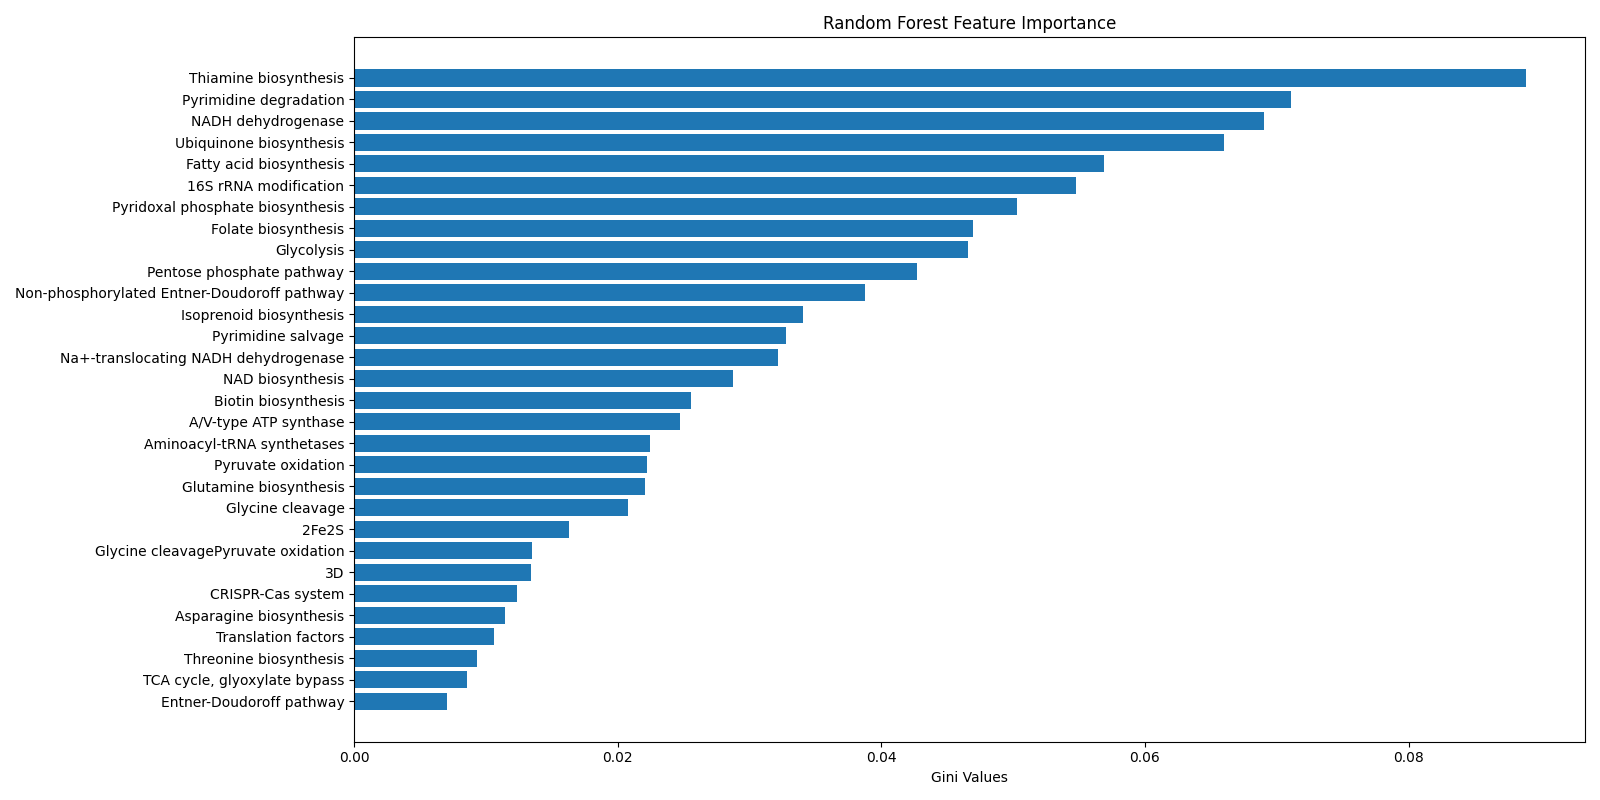 Random Forest Feature Importance
Thiamine biosynthesis
Pyrimidine degradation
NADH dehydrogenase
Ubiquinone biosynthesis
Fatty acid biosynthesis
16S rRNA modification
Pyridoxal phosphate biosynthesis
Folate biosynthesis
Glycolysis
Pentose phosphate pathway
Non-phosphorylated Entner-Doudoroff pathway
Isoprenoid biosynthesis
Pyrimidine salvage
Na+-translocating NADH dehydrogenase
NAD biosynthesis
Biotin biosynthesis
A/V-type ATP synthase
Aminoacyl-tRNA synthetases
Pyruvate oxidation
Glutamine biosynthesis
Glycine cleavage
2Fe2S
Glycine cleavagePyruvate oxidation
3D
CRISPR-Cas system
Asparagine biosynthesis
Translation factors
Threonine biosynthesis
TCA cycle, glyoxylate bypass
Entner-Doudoroff pathway
0.00 0.02 0.04 0.06 0.08
Gini Values